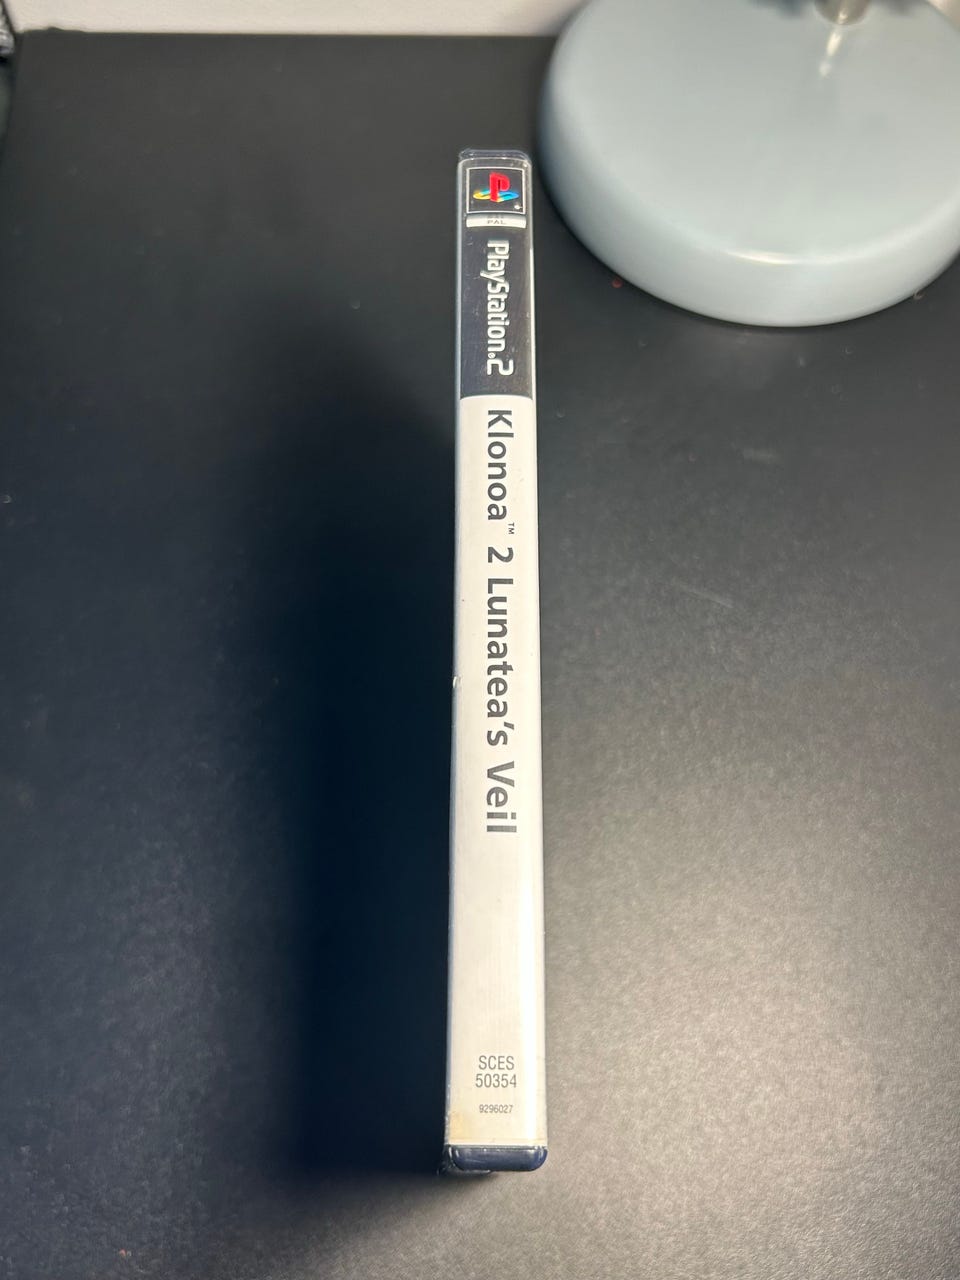 PAL
PlayStation.2
Klonoa™ 2 Lunatea's Veil
SCES
50354
9296027